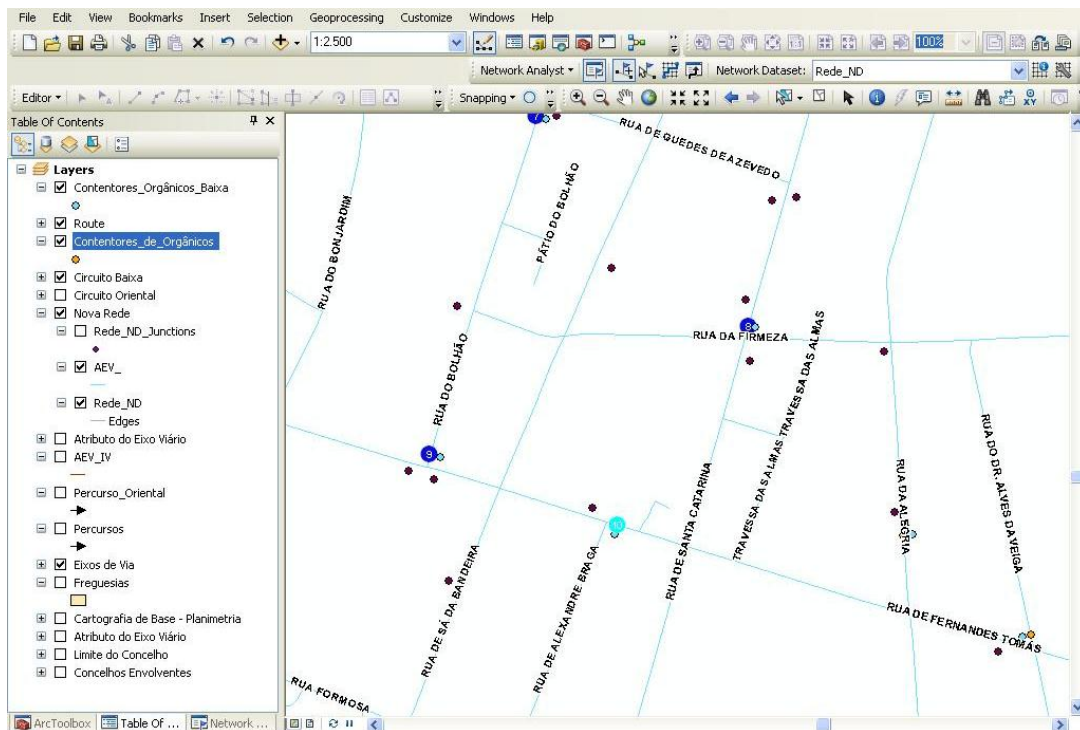 File Edit View Bookmarks Insert Selection Geoprocessing Customize Windows Help
1:2.500
100%
Network Analyst
Network Dataset: Rede_ND
Editor
Snapping
Table Of Contents
Layers
Contentores_Orgânicos_Baixa
Route
Contentores_de_Orgânicos
Circuito Baixa
Circuito Oriental
Nova Rede
Rede_ND_Junctions
AEV_
Rede_ND
Edges
Atributo do Eixo Viário
AEV_IV
Percurso_Oriental
Percursos
Eixos de Via
Freguesias
Cartografia de Base - Planimetria
Atributo do Eixo Viário
Limite do Concelho
Concelhos Envolventes
ArcToolbox
Table Of ...
Network ...
7
RUA DE GUEDES DE AZEVEDO
PÁTIO DO BOLHÃO
RUA DO BONJARDIM
8
RUA DA FIRMEZA
TRAVESSA DAS ALMAS
TRAVESSA DAS ALMAS
RUA DO BOLHÃO
9
10
RUA DE SANTA CATARINA
RUA DA ALEGRIA
RUA DO DR. ALVES DA VEIGA
RUA DE SÁ DA BANDEIRA
RUA DE ALEXANDRE BRAGA
RUA DE FERNANDES TOMÁS
RUA FORMOSA